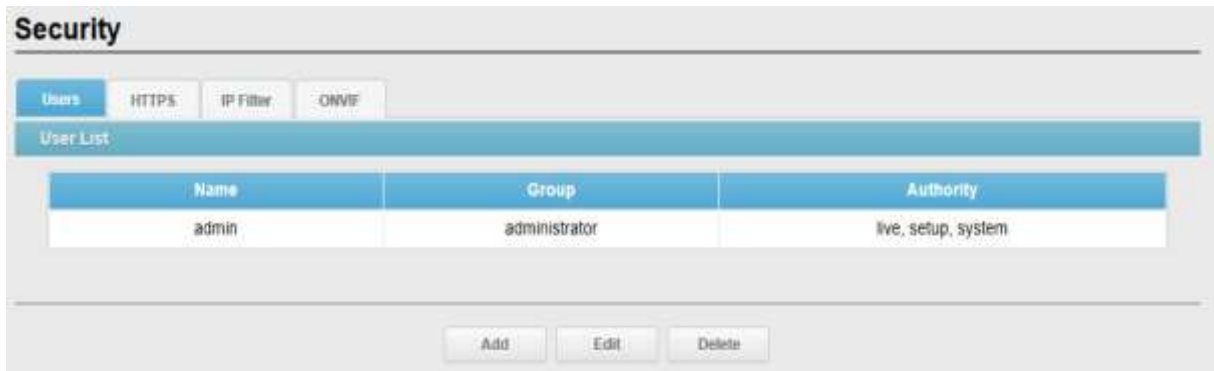 Security
Users HTTPS IP Filter ONVIF
User List
Name Group Authority
admin administrator live, setup, system
Add Edit Delete